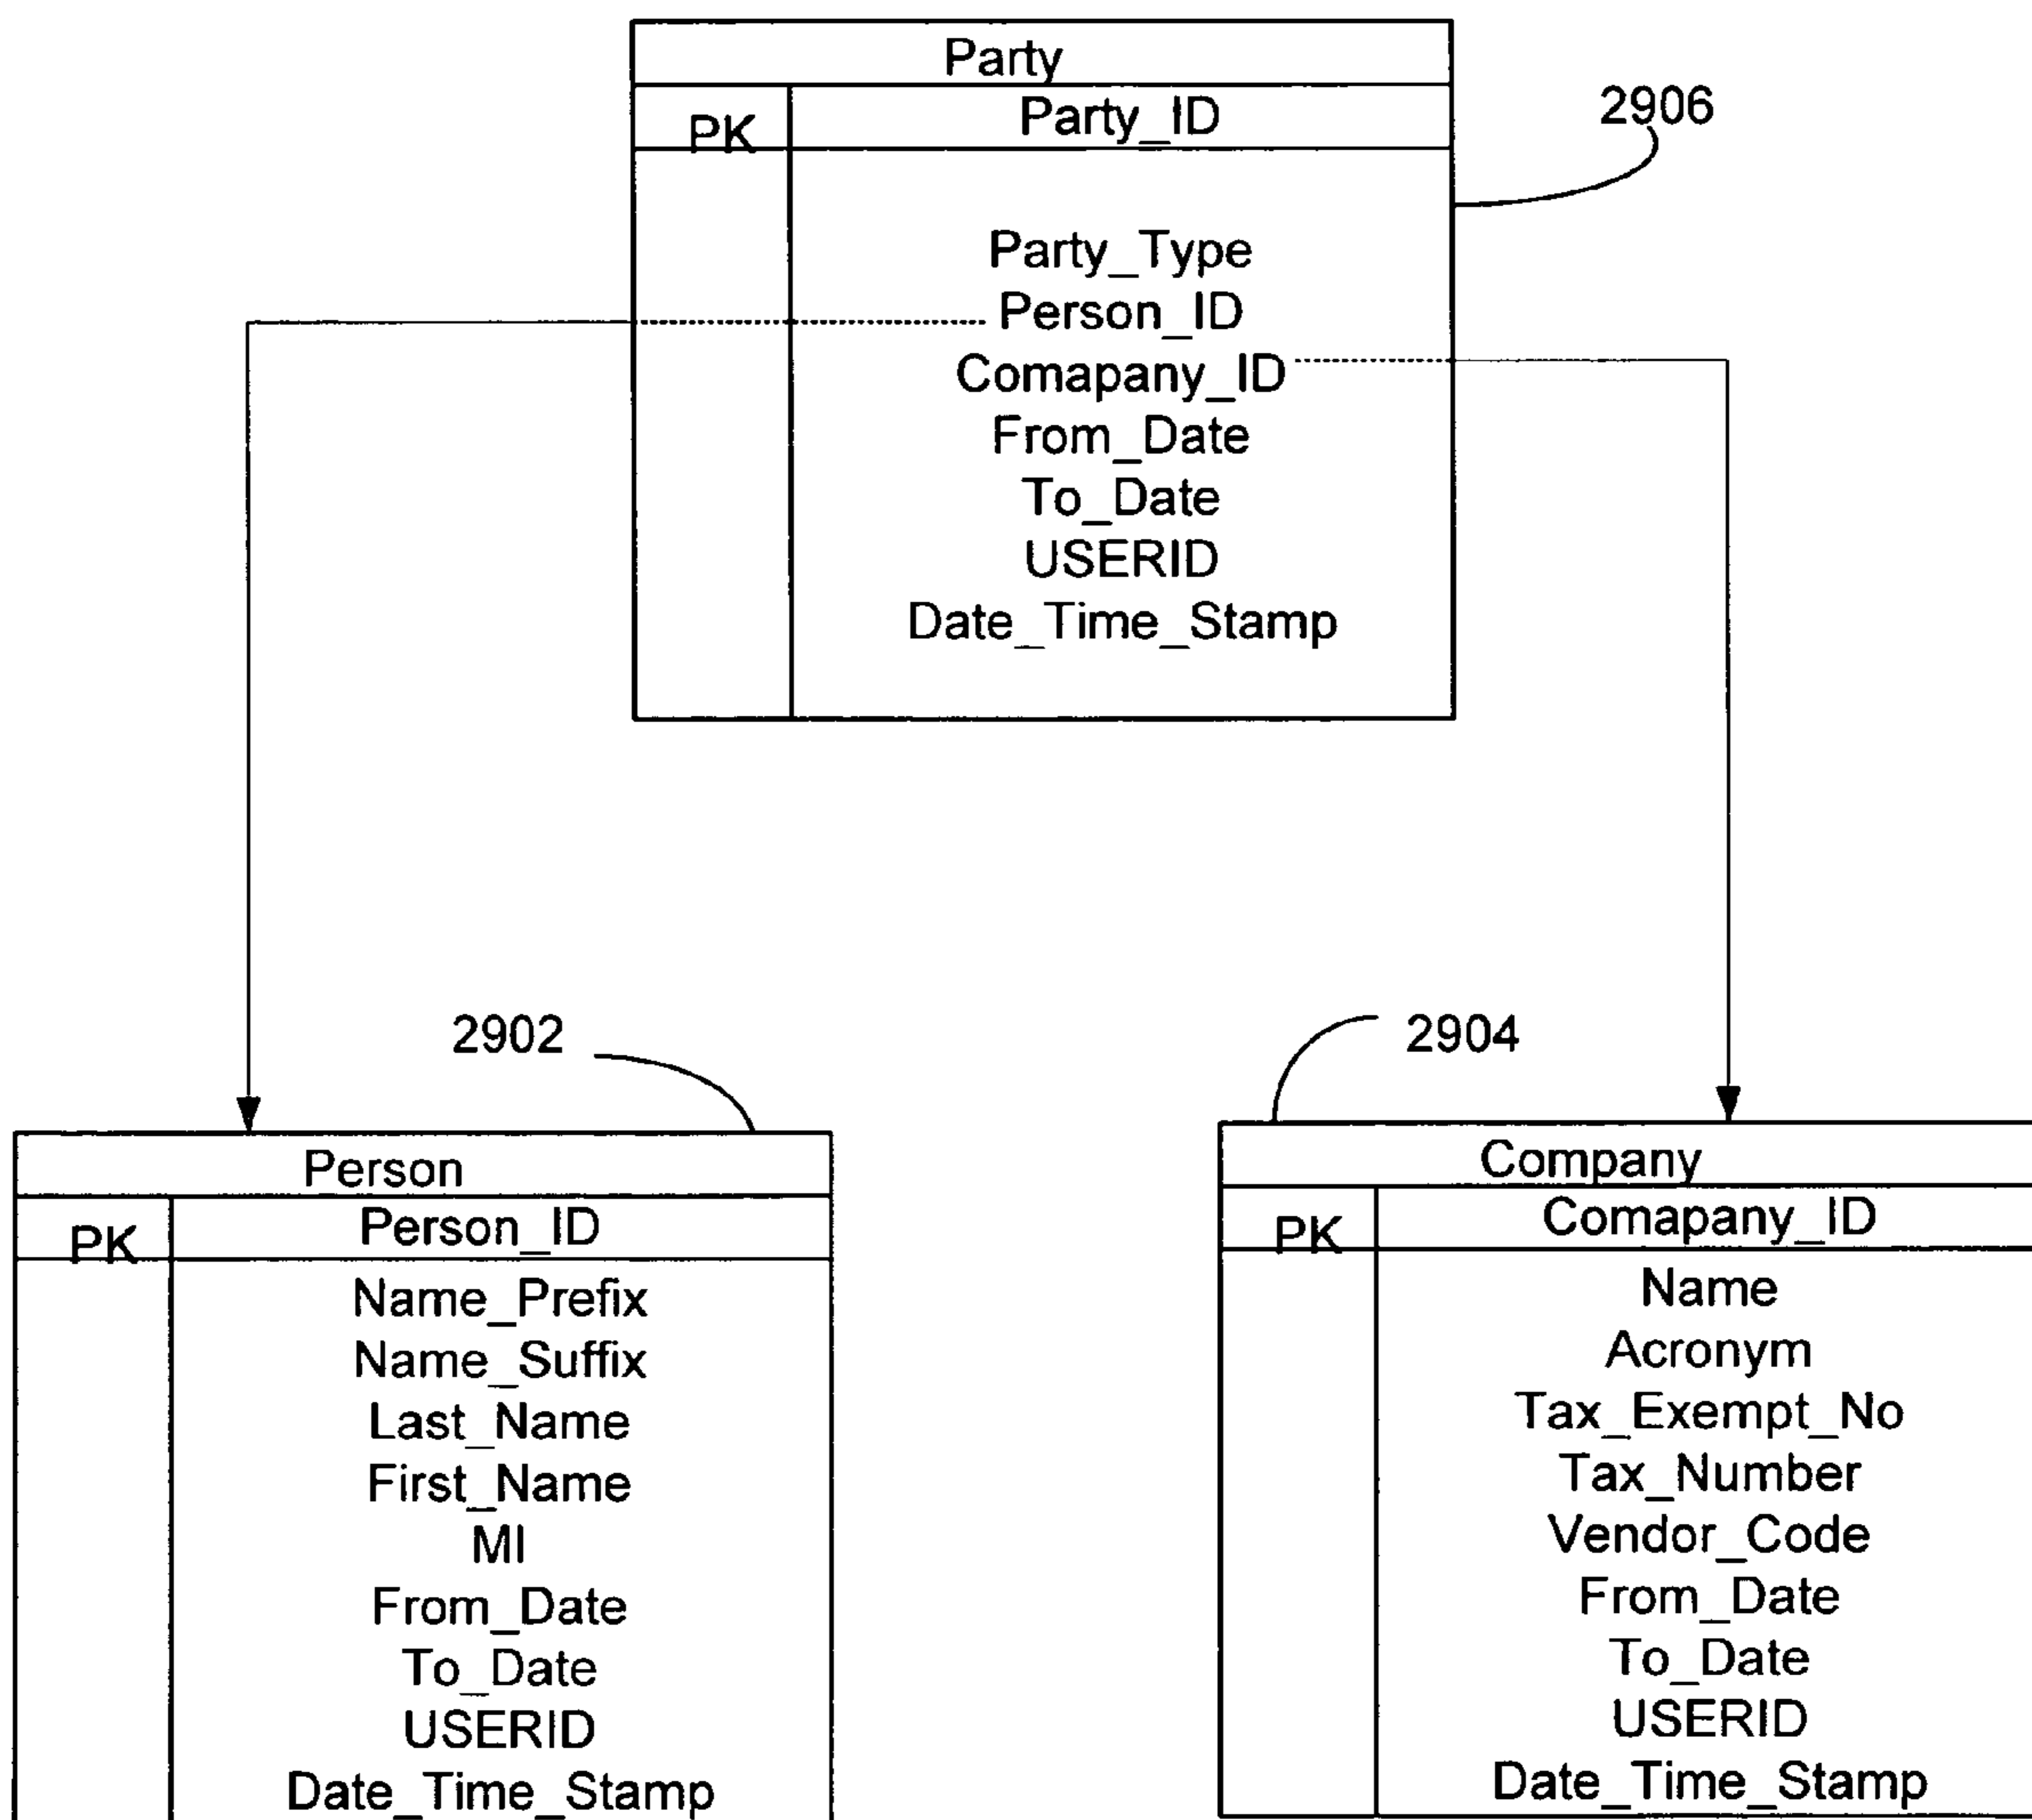 Party
PK Party_ID
2906
Party_Type
Person_ID
Comapany_ID
From_Date
To_Date
USERID
Date_Time_Stamp
2902
Person
PK Person_ID
Name_Prefix
Name_Suffix
Last_Name
First_Name
MI
From_Date
To_Date
USERID
Date_Time_Stamp
2904
Company
PK Comapany_ID
Name
Acronym
Tax_Exempt_No
Tax_Number
Vendor_Code
From_Date
To_Date
USERID
Date_Time_Stamp